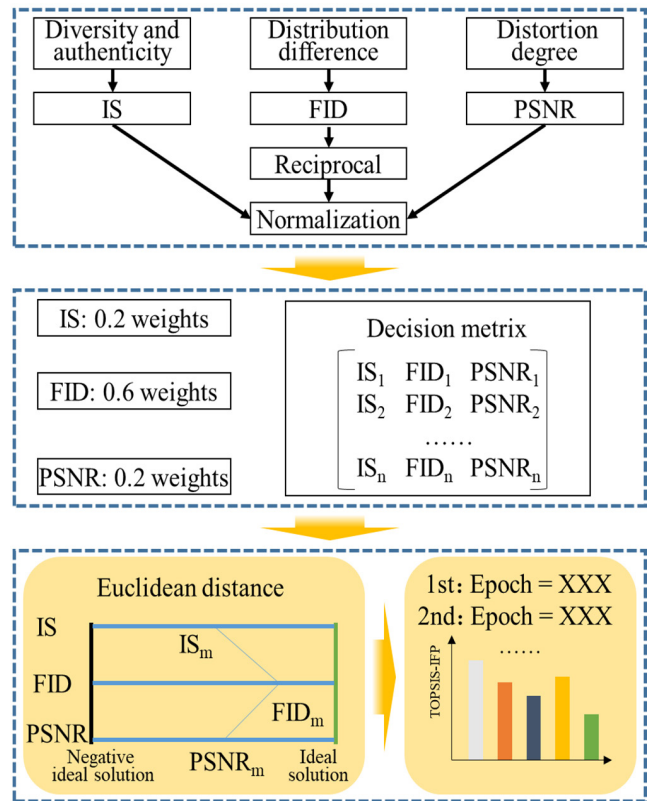 Diversity and
authenticity
Distribution
difference
Distortion
degree
IS
FID
PSNR
Reciprocal
Normalization
IS: 0.2 weights
FID: 0.6 weights
PSNR: 0.2 weights
Decision metrix
IS₁ FID₁ PSNR₁
IS₂ FID₂ PSNR₂
......
ISₙ FIDₙ PSNRₙ
Euclidean distance
IS
ISₘ
FID
FIDₘ
PSNR
Negative
ideal solution
PSNRₘ
Ideal
solution
1st: Epoch = XXX
2nd: Epoch = XXX
......
TOPSIS-IFP